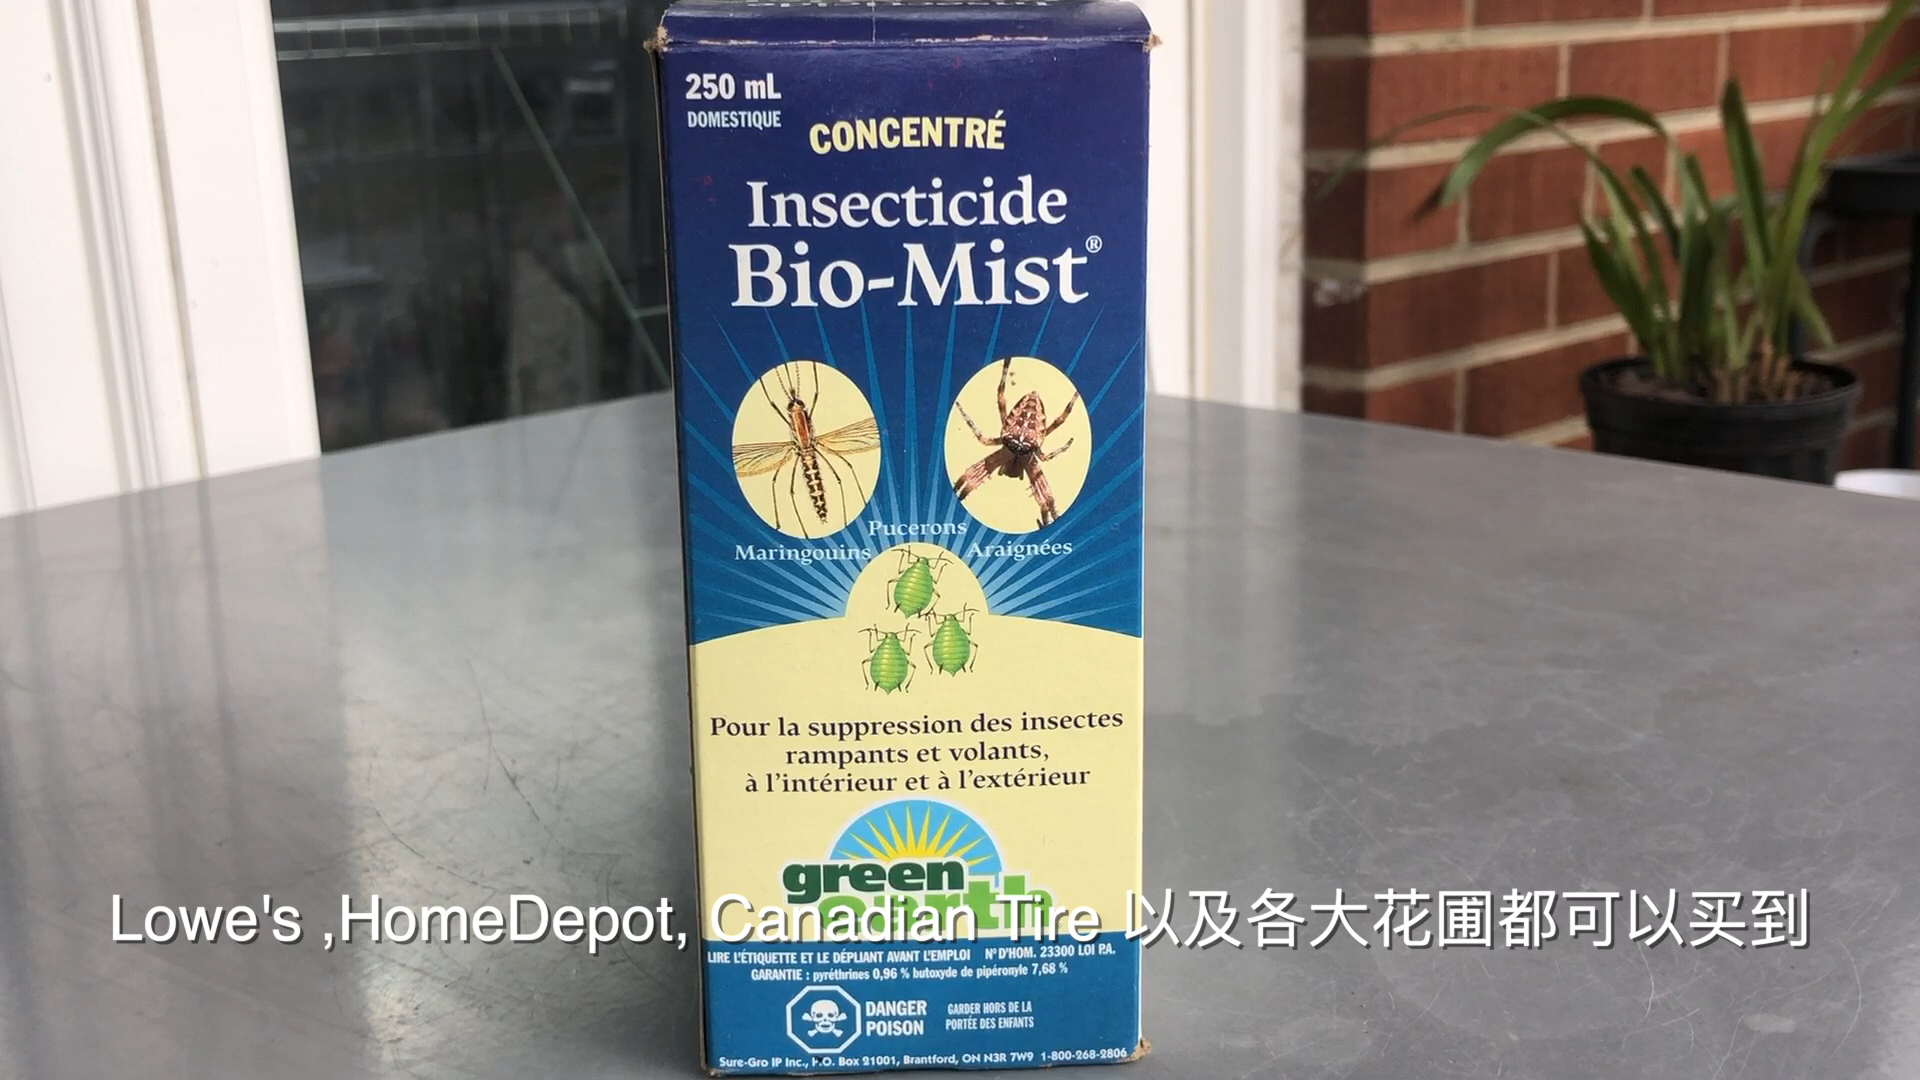 250 mL
DOMESTIQUE
CONCENTRÉ
Insecticide
Bio-Mist®
Pucerons
Maringouins
Araignées
Pour la suppression des insectes
rampants et volants,
à l'intérieur et à l'extérieur
green
earth
Lowe's ,HomeDepot, Canadian Tire 以及各大花圃都可以买到
LIRE L'ÉTIQUETTE ET LE DÉPLIANT AVANT L'EMPLOI Nº D'HOM. 23300 LOI P.A.
GARANTIE : pyréthrines 0,96 % butoxyde de pipéronyle 7,68 %
DANGER
POISON
GARDER HORS DE LA
PORTÉE DES ENFANTS
Sure-Gro IP Inc., P.O. Box 21001, Brantford, ON N3R 7W9 1-800-268-2806